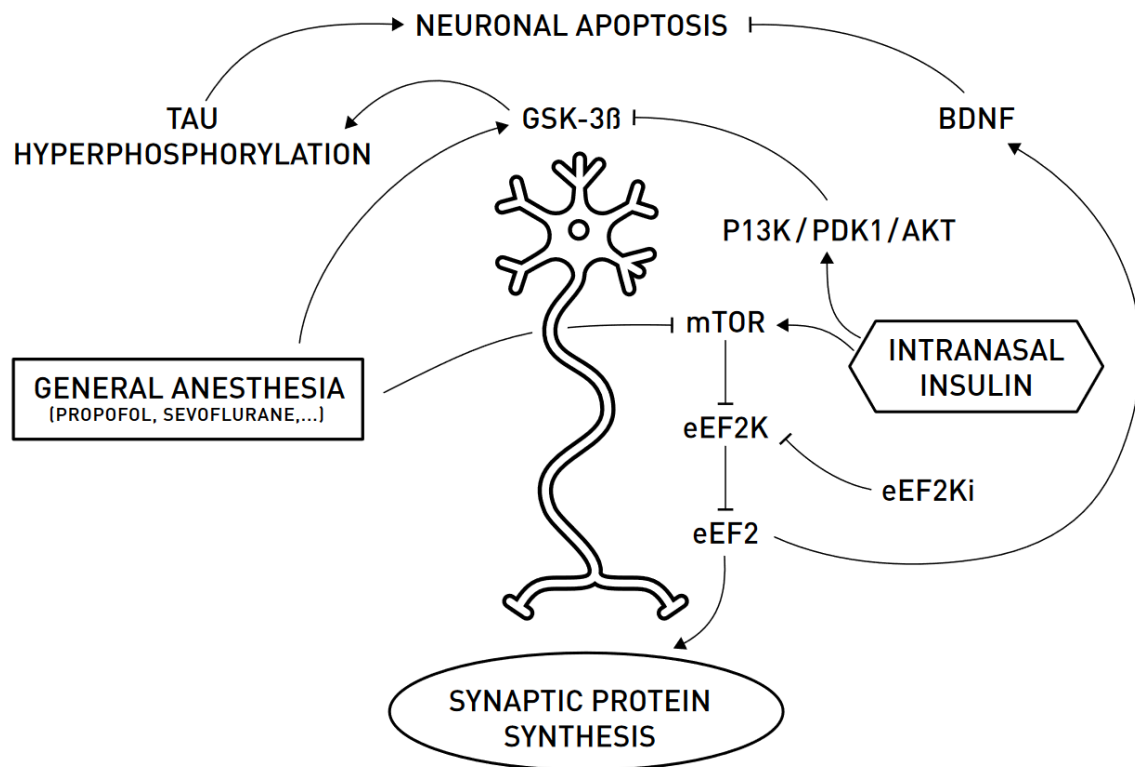 NEURONAL APOPTOSIS
TAU
HYPERPHOSPHORYLATION
GSK-3ß
BDNF
P13K/PDK1/AKT
mTOR
INTRANASAL
INSULIN
GENERAL ANESTHESIA
(PROPOFOL, SEVOFLURANE,...)
eEF2K
eEF2Ki
eEF2
SYNAPTIC PROTEIN
SYNTHESIS